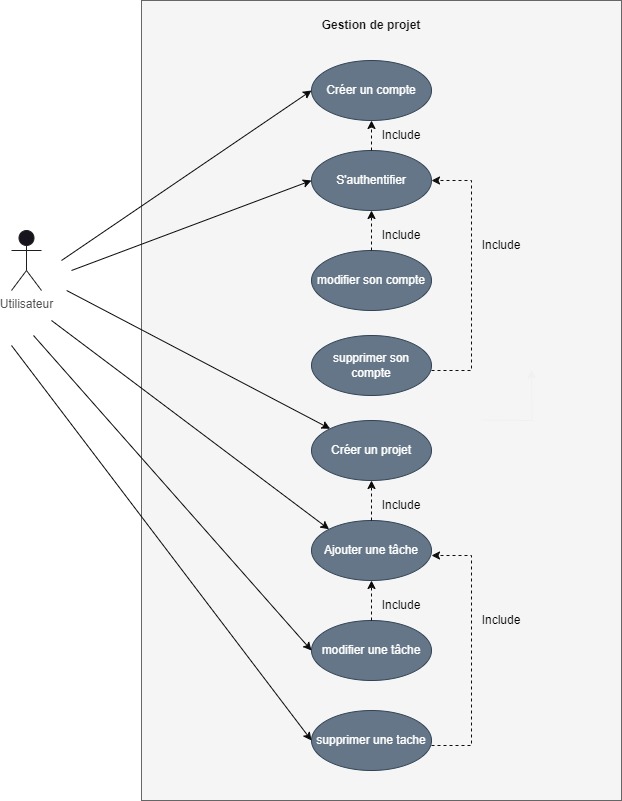 Gestion de projet
Créer un compte
Include
S'authentifier
Include
Include
modifier son compte
Utilisateur
supprimer son
compte
Créer un projet
Include
Ajouter une tâche
Include
Include
modifier une tâche
supprimer une tache